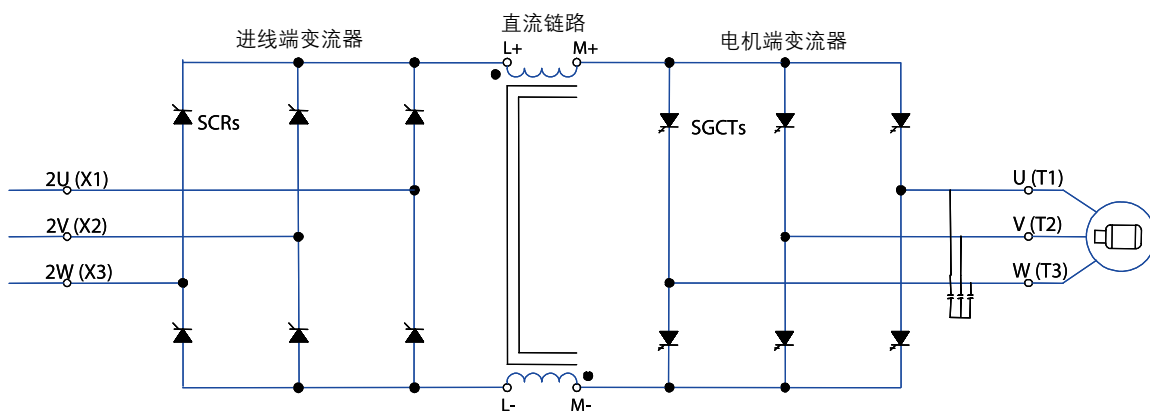 直流链路
进线端变流器
电机端变流器
L+
M+
SCRs
SGCTs
2U (X1)
U (T1)
2V (X2)
V (T2)
2W (X3)
W (T3)
L-
M-